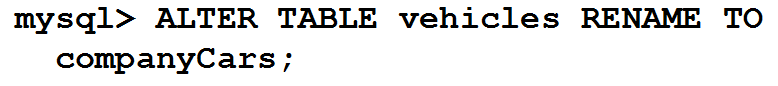 mysql> ALTER TABLE vehicles RENAME TO
companyCars;